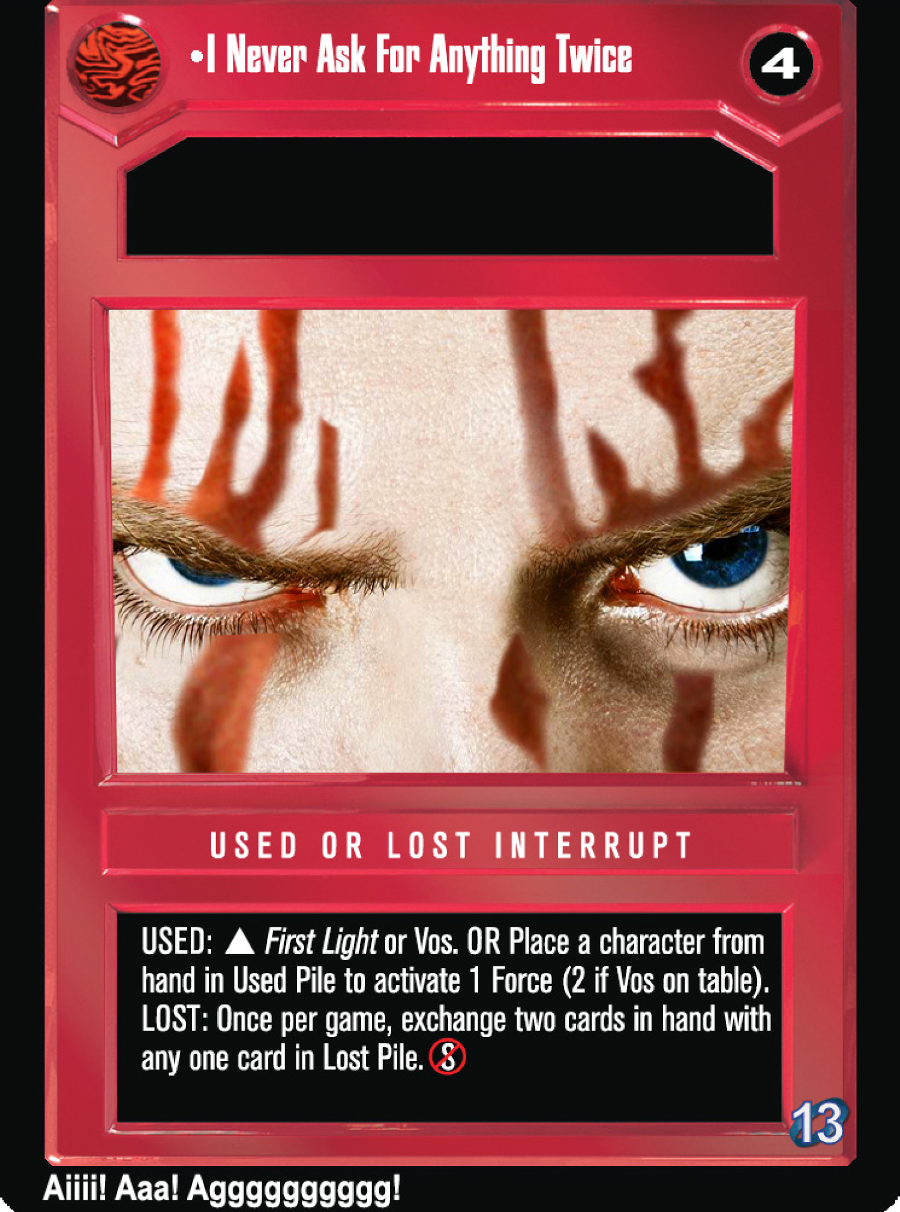 •I Never Ask For Anything Twice
4
USED OR LOST INTERRUPT
USED: ▲ First Light or Vos. OR Place a character from
hand in Used Pile to activate 1 Force (2 if Vos on table).
LOST: Once per game, exchange two cards in hand with
any one card in Lost Pile. 8
13
Aiiii! Aaa! Aggggggggggg!